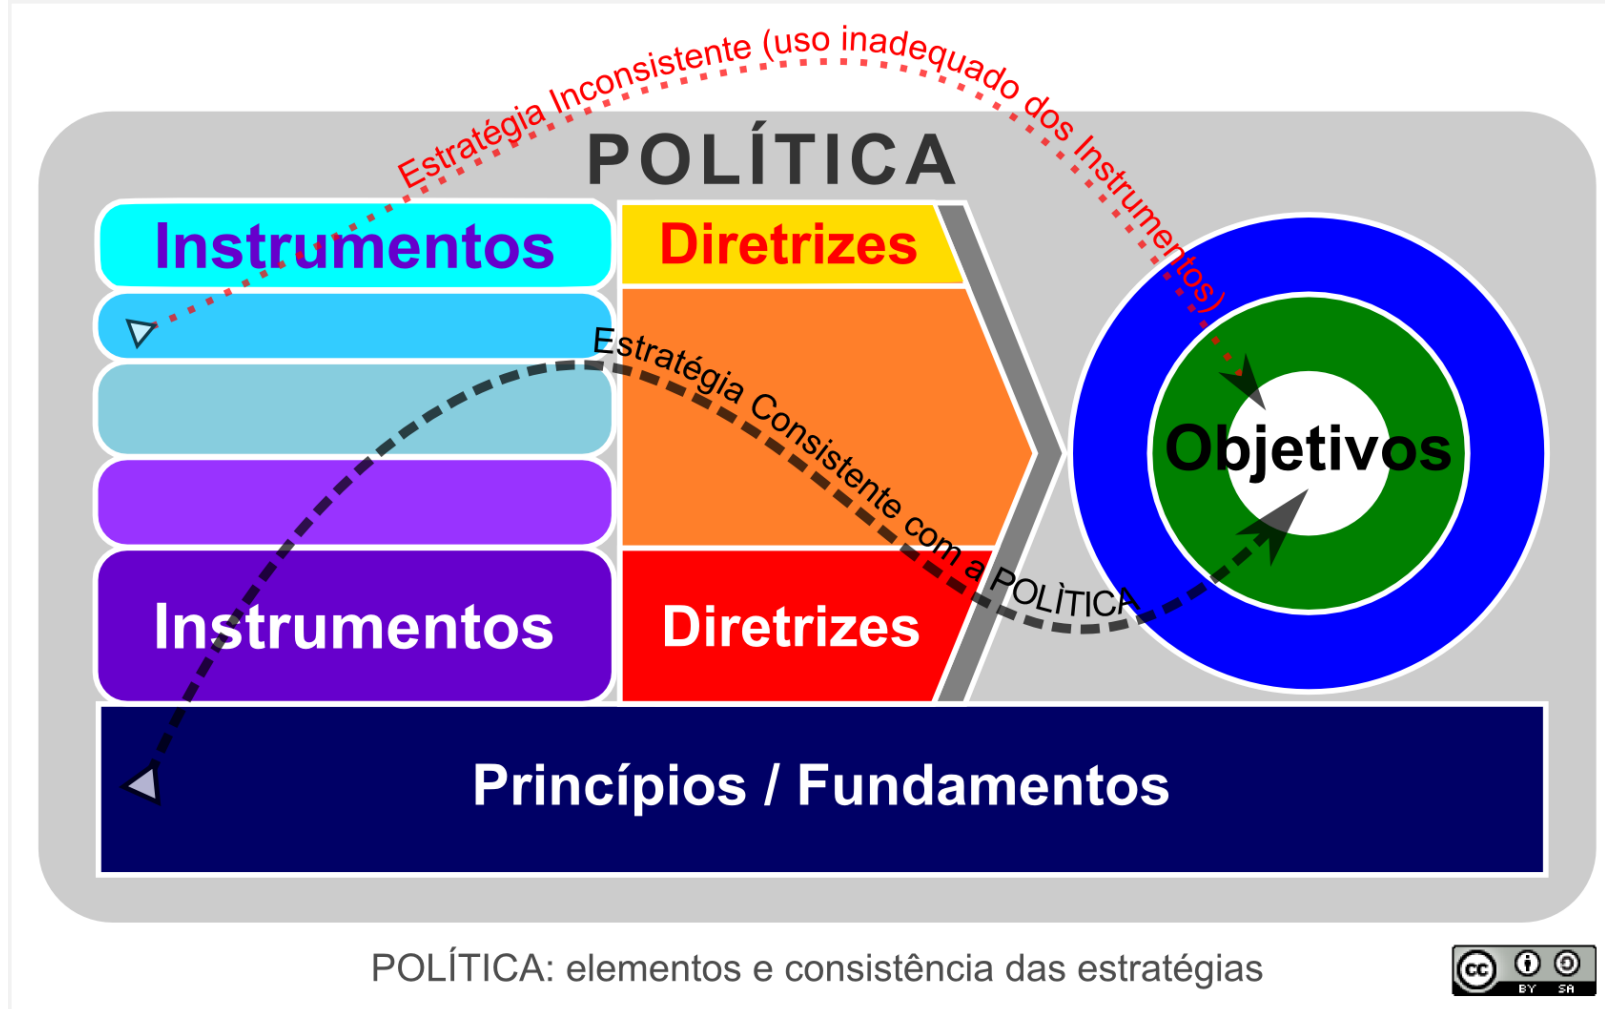 Estratégia Inconsistente (uso inadequado dos Instrumentos)
POLÍTICA
Instrumentos
Diretrizes
Estratégia Consistente com a POLÌTICA
Objetivos
Instrumentos
Diretrizes
Princípios / Fundamentos
POLÍTICA: elementos e consistência das estratégias
cc
BY SA